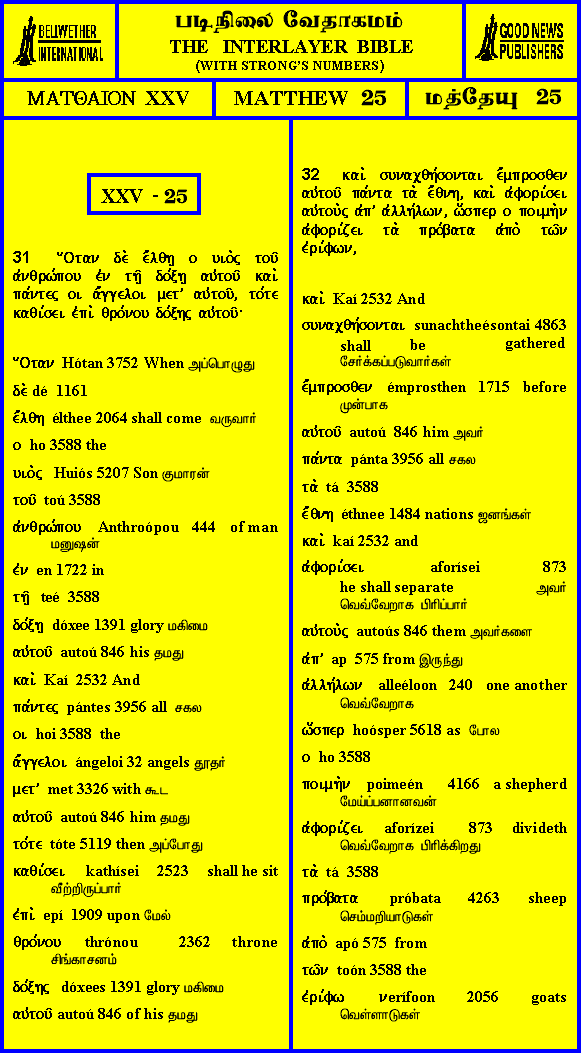 BELLWETHER
INTERNATIONAL
படிநிலை வேதாகமம்
THE INTERLAYER BIBLE
(WITH STRONG'S NUMBERS)
GOOD NEWS
PUBLISHERS
ΜΑΤΘΑΙΟΝ XXV
MATTHEW 25
மத்தேயு 25
XXV - 25
31 Ὅταν δὲ ἔλθῃ ο υιὸς τοῦ
ἀνθρώπου ἐν τῇ δόξῃ αὐτοῦ καὶ
πάντες οι ἄγγελοι μετ' αὐτοῦ, τότε
καθίσει ἐπὶ θρόνου δόξης αὐτοῦ·
Ὅταν Hótan 3752 When அப்பொழுது
δὲ dé 1161
ἔλθῃ élthee 2064 shall come வருவார்
ο ho 3588 the
υιὸς Huiós 5207 Son குமாரன்
τοῦ toú 3588
ἀνθρώπου Anthroópou 444 of man
மனுஷன்
ἐν en 1722 in
τῇ teé 3588
δόξῃ dóxee 1391 glory மகிமை
αὐτοῦ autoú 846 his தமது
καὶ Kaí 2532 And
πάντες pántes 3956 all சகல
οι hoi 3588 the
ἄγγελοι ángeloi 32 angels தூதர்
μετ' met 3326 with கூட
αὐτοῦ autoú 846 him தமது
τότε tóte 5119 then அப்போது
καθίσει kathísei 2523 shall he sit
வீற்றிருப்பார்
ἐπὶ epí 1909 upon மேல்
θρόνου thrónou 2362 throne
சிங்காசனம்
δόξης dóxees 1391 glory மகிமை
αὐτοῦ autoú 846 of his தமது
32 καὶ συναχθήσονται ἔμπροσθεν
αὐτοῦ πάντα τὰ ἔθνη, καὶ ἀφορίσει
αὐτοὺς ἀπ' ἀλλήλων, ὥσπερ ο ποιμὴν
ἀφορίζει τὰ πρόβατα ἀπὸ τῶν
ἐρίφων,
καὶ Kaí 2532 And
συναχθήσονται sunachtheésontai 4863
shall be gathered
சேர்க்கப்படுவார்கள்
ἔμπροσθεν émprosthen 1715 before
முன்பாக
αὐτοῦ autoú 846 him அவர்
πάντα pánta 3956 all சகல
τὰ tá 3588
ἔθνη éthnee 1484 nations ஜனங்கள்
καὶ kaí 2532 and
ἀφορίσει aforísei 873
he shall separate அவர்
வெவ்வேறாக பிரிப்பார்
αὐτοὺς autoús 846 them அவர்களை
ἀπ' ap 575 from இருந்து
ἀλλήλων alleéloon 240 one another
வெவ்வேறாக
ὥσπερ hoósper 5618 as போல
ο ho 3588
ποιμὴν poimeén 4166 a shepherd
மேய்ப்பனானவன்
ἀφορίζει aforízei 873 divideth
வெவ்வேறாக பிரிக்கிறது
τὰ tá 3588
πρόβατα próbata 4263 sheep
செம்மறியாடுகள்
ἀπὸ apó 575 from
τῶν toón 3588 the
ἐρίφω νerífoon 2056 goats
வெள்ளாடுகள்